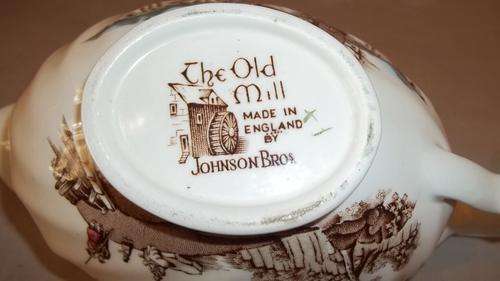 The Old
Mill
MADE IN
ENGLAND
BY
JOHNSON BROS.